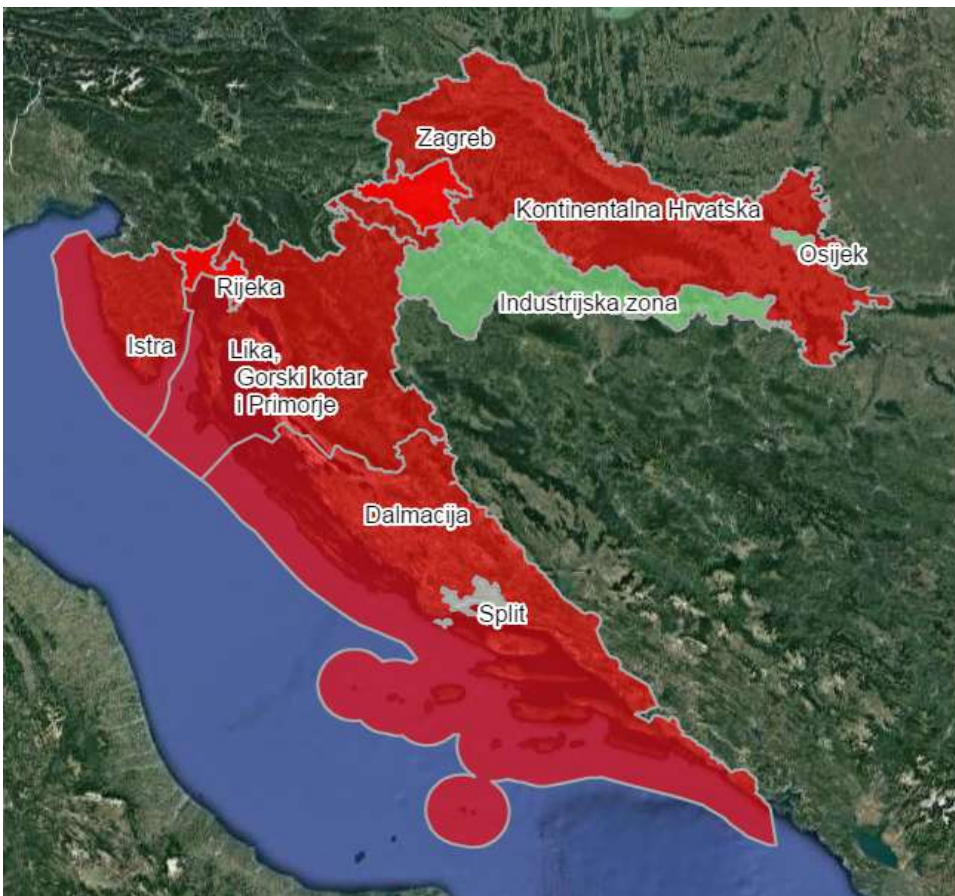 Zagreb
Kontinentalna Hrvatska
Osijek
Rijeka
Industrijska zona
Istra
Lika,
Gorski kotar
i Primorje
Dalmacija
Split